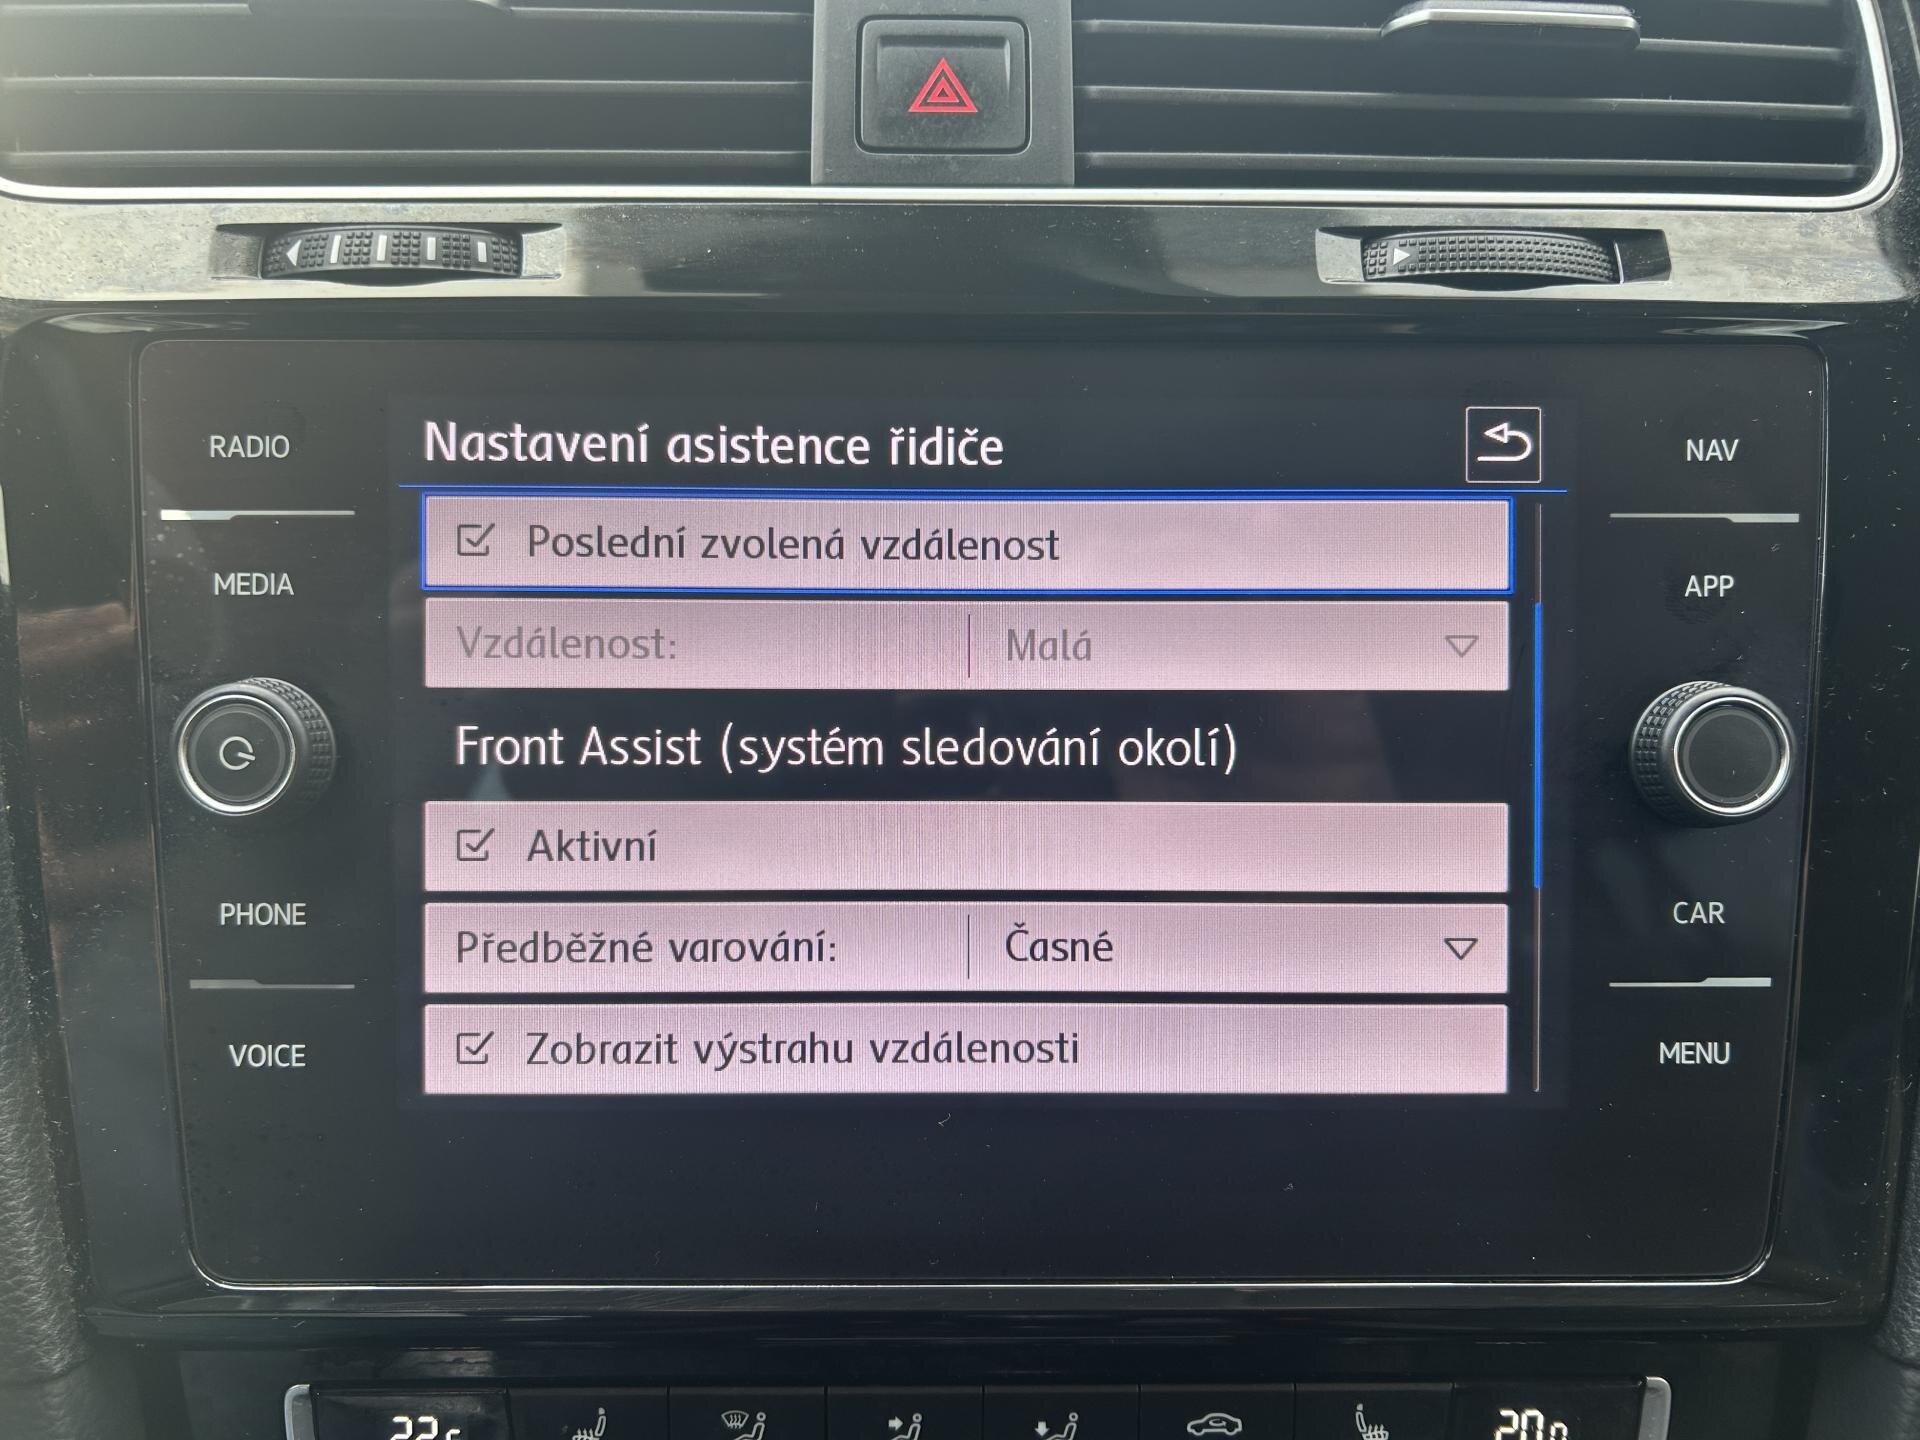 Nastavení asistence řidiče
RADIO
NAV
Poslední zvolená vzdálenost
MEDIA
APP
Vzdálenost: Malá
Front Assist (systém sledování okolí)
Aktivní
PHONE
CAR
Předběžné varování: Časné
VOICE
Zobrazit výstrahu vzdálenosti
MENU